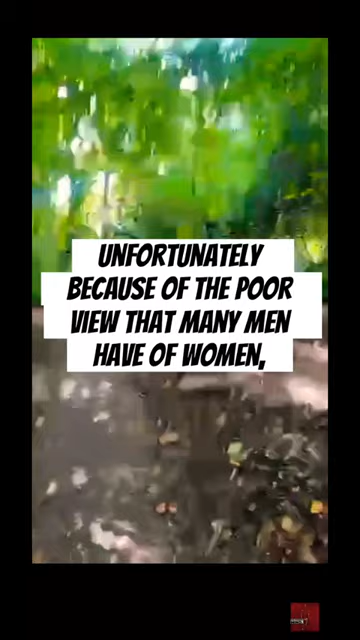 UNFORTUNATELY
BECAUSE OF THE POOR
VIEW THAT MANY MEN
HAVE OF WOMEN,